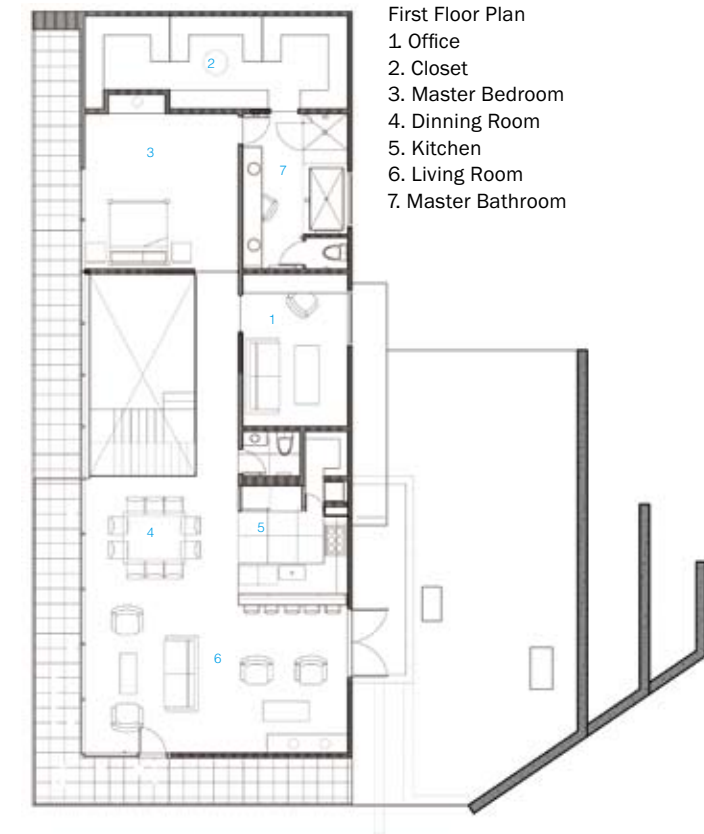 First Floor Plan
1. Office
2. Closet
3. Master Bedroom
4. Dinning Room
5. Kitchen
6. Living Room
7. Master Bathroom
2
3
7
1
5
4
6